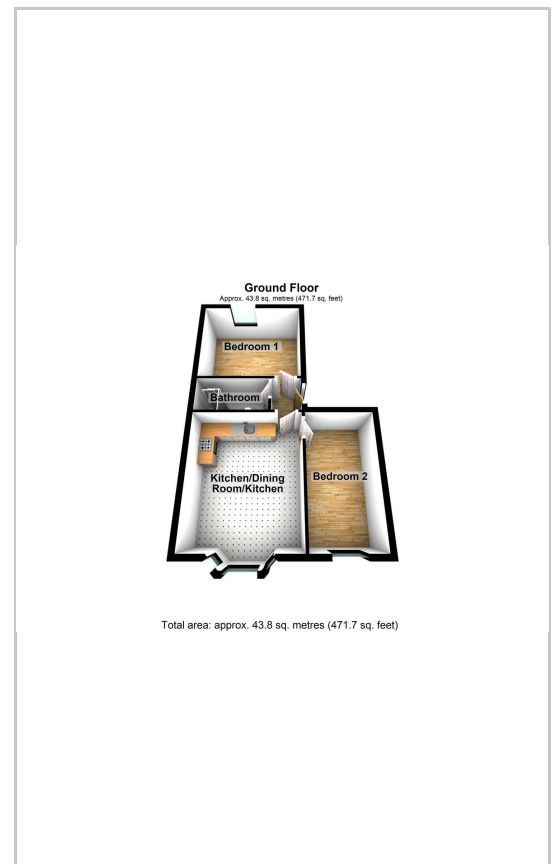 Ground Floor
Approx. 43.8 sq. metres (471.7 sq. feet)
Bedroom 1
Bathroom
Kitchen/Dining
Room/Kitchen
Bedroom 2
Total area: approx. 43.8 sq. metres (471.7 sq. feet)